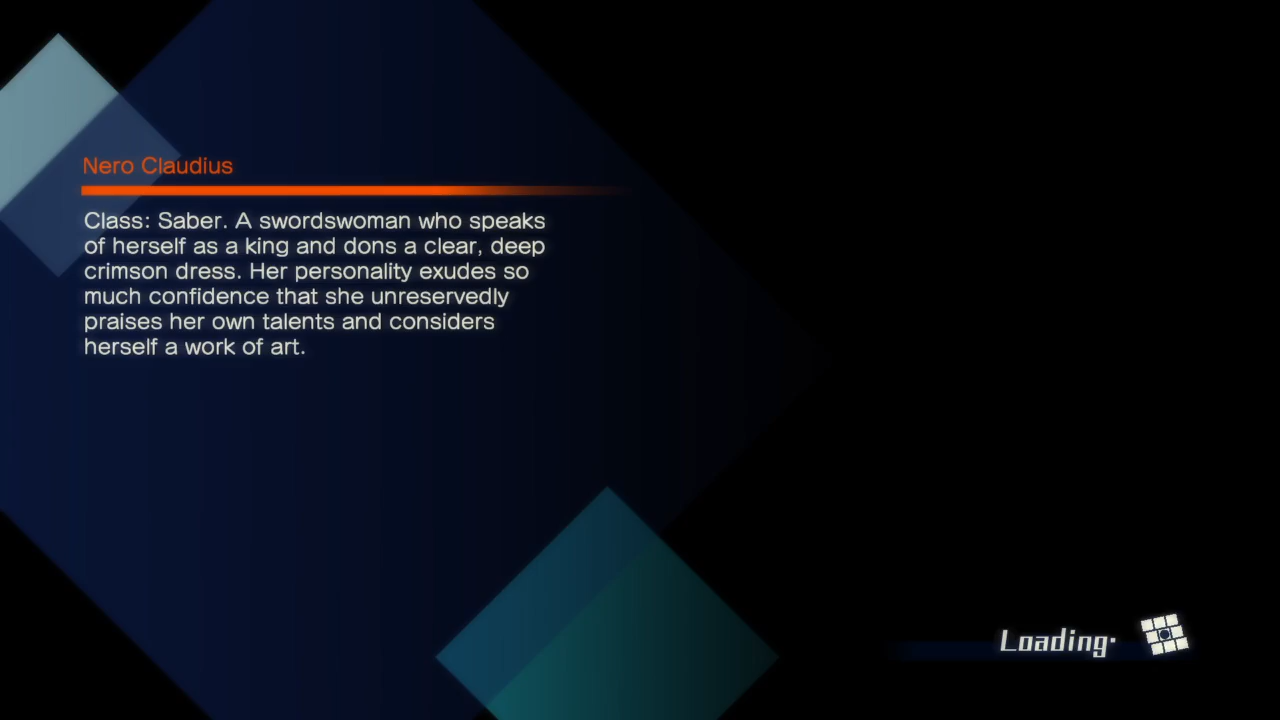 Nero Claudius
Class: Saber. A swordswoman who speaks
of herself as a king and dons a clear, deep
crimson dress. Her personality exudes so
much confidence that she unreservedly
praises her own talents and considers
herself a work of art.
Loading·